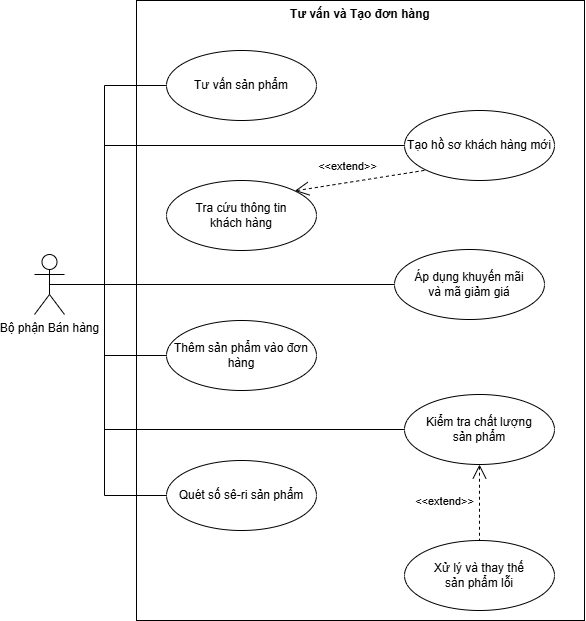 Tư vấn và Tạo đơn hàng
Tư vấn sản phẩm
Tạo hồ sơ khách hàng mới
<<extend>>
Tra cứu thông tin
khách hàng
Áp dụng khuyến mãi
và mã giảm giá
Bộ phận Bán hàng
Thêm sản phẩm vào đơn
hàng
Kiểm tra chất lượng
sản phẩm
Quét số sê-ri sản phẩm
<<extend>>
Xử lý và thay thế
sản phẩm lỗi